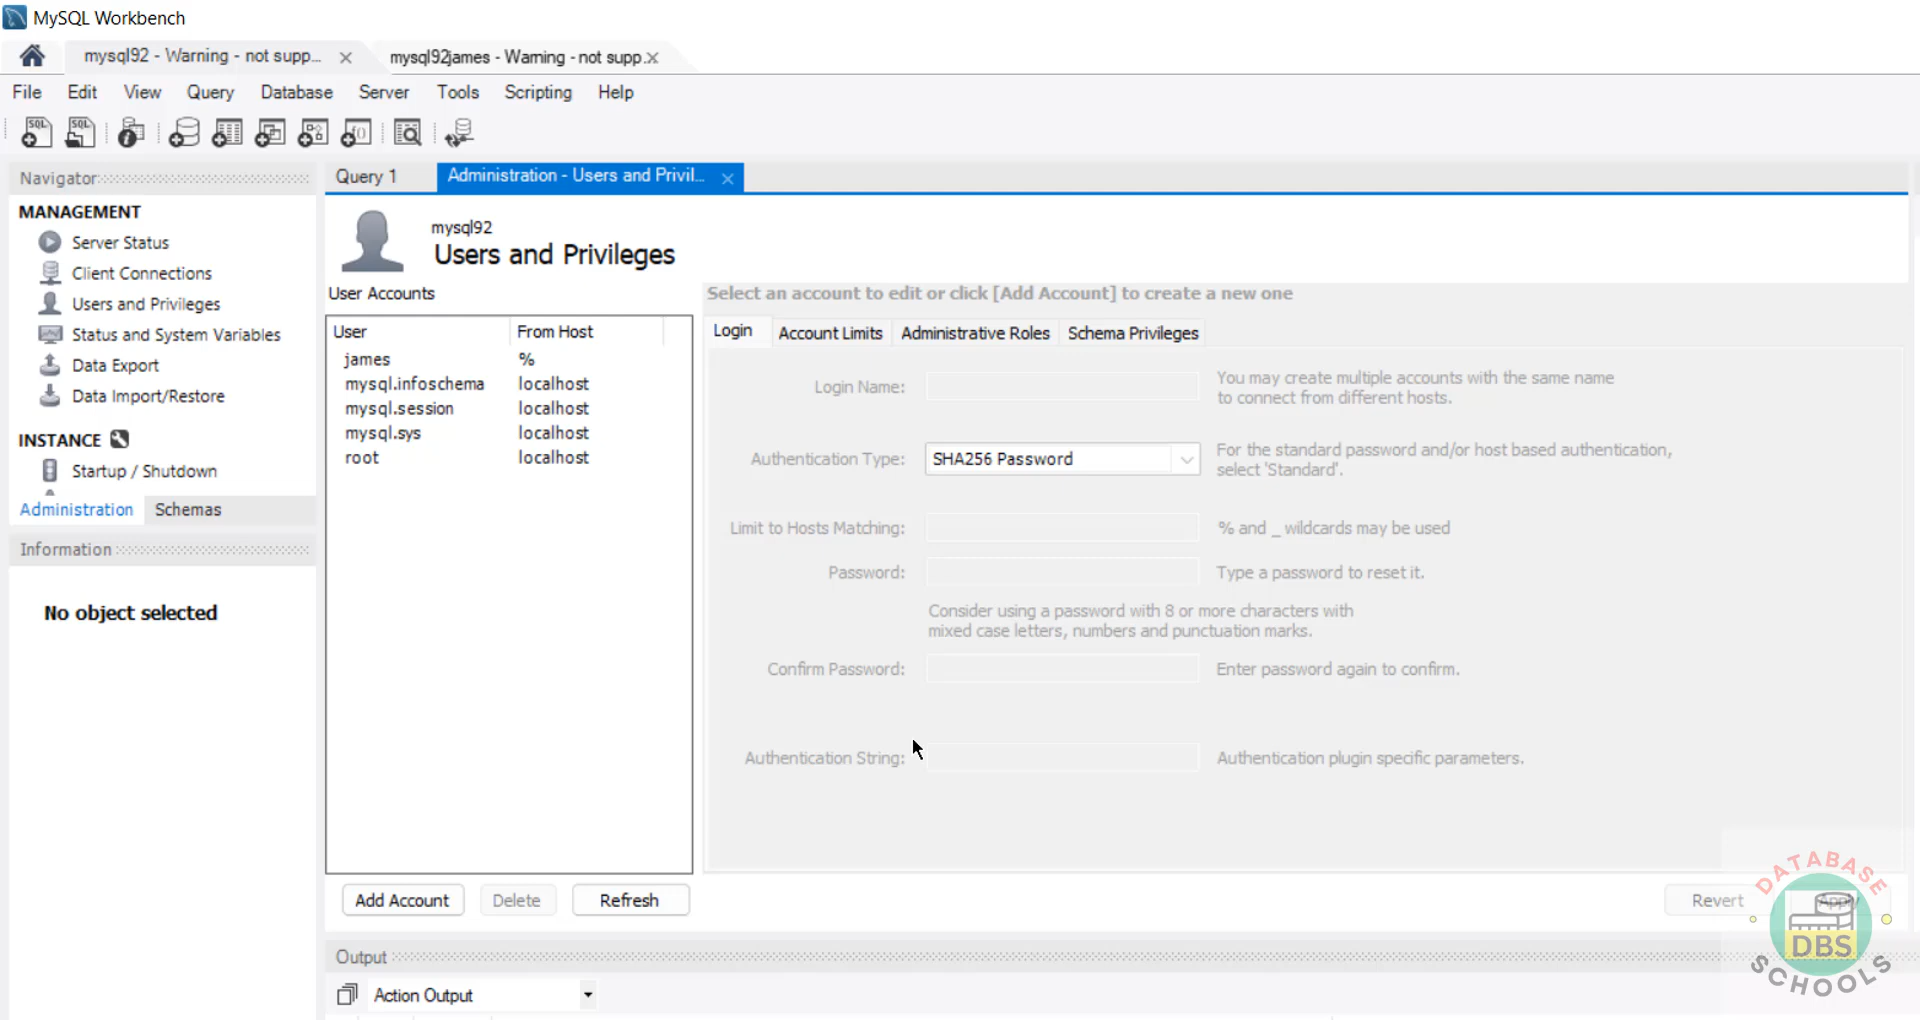 MySQL Workbench
mysql92 - Warning - not supp...
mysql92james - Warning - not supp.
File Edit View Query Database Server Tools Scripting Help
SQL
SQL
Navigator
MANAGEMENT
Server Status
Client Connections
Users and Privileges
Status and System Variables
Data Export
Data Import/Restore
INSTANCE
Startup / Shutdown
Administration Schemas
Information
No object selected
Query 1
Administration - Users and Privil...
mysql92
Users and Privileges
User Accounts
User From Host
james %
mysql.infoschema localhost
mysql.session localhost
mysql.sys localhost
root localhost
Add Account Delete Refresh
Select an account to edit or click [Add Account] to create a new one
Login Account Limits Administrative Roles Schema Privileges
Login Name:
You may create multiple accounts with the same name
to connect from different hosts.
Authentication Type: SHA256 Password
For the standard password and/or host based authentication,
select 'Standard'.
Limit to Hosts Matching: % and _ wildcards may be used
Password: Type a password to reset it.
Consider using a password with 8 or more characters with
mixed case letters, numbers and punctuation marks.
Confirm Password: Enter password again to confirm.
Authentication String: Authentication plugin specific parameters.
Revert Apply
Output
Action Output
DATABASE
DBS
SCHOOLS